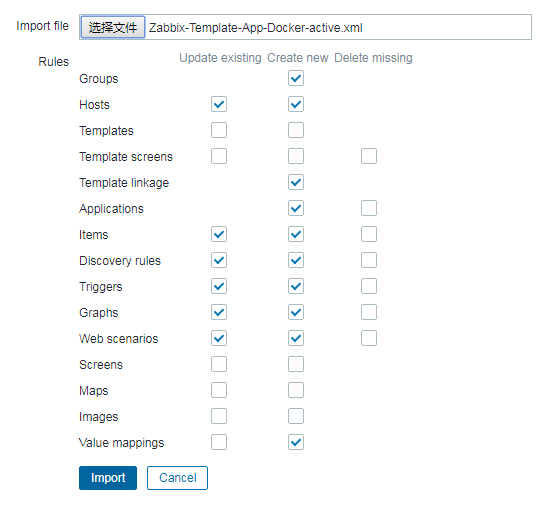 Import file 选择文件 Zabbix-Template-App-Docker-active.xml
Rules Update existing Create new Delete missing
Groups
Hosts
Templates
Template screens
Template linkage
Applications
Items
Discovery rules
Triggers
Graphs
Web scenarios
Screens
Maps
Images
Value mappings
Import Cancel